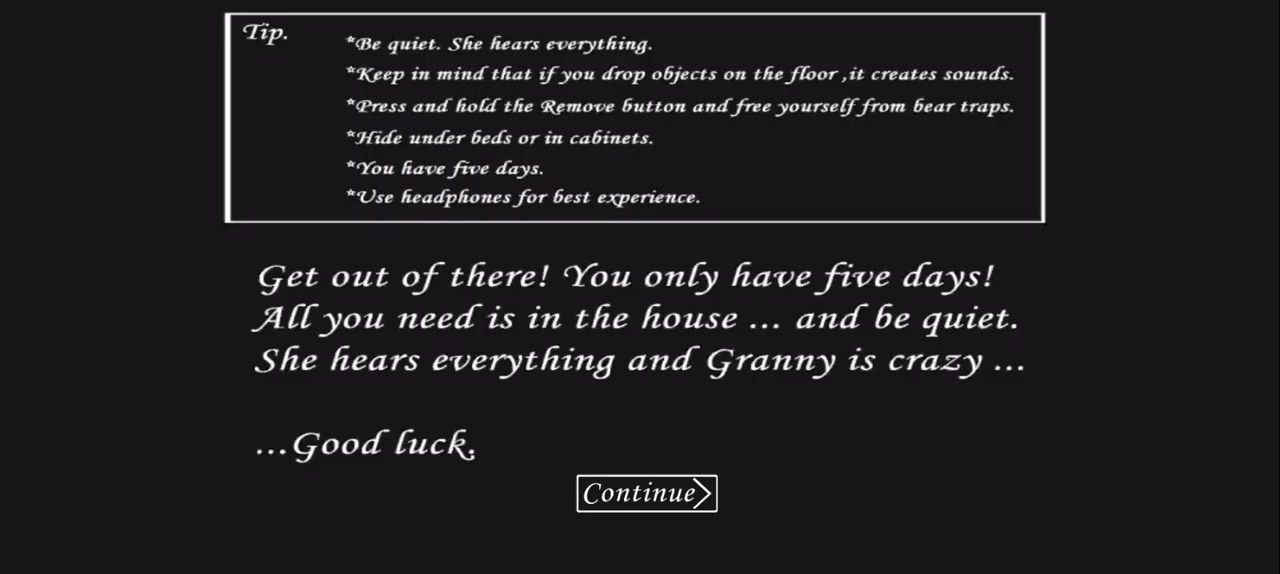 Tip.
*Be quiet. She hears everything.
*Keep in mind that if you drop objects on the floor ,it creates sounds.
*Press and hold the Remove button and free yourself from bear traps.
*Hide under beds or in cabinets.
*You have five days.
*Use headphones for best experience.
Get out of there! You only have five days!
All you need is in the house ... and be quiet.
She hears everything and Granny is crazy ...
...Good luck.
Continue